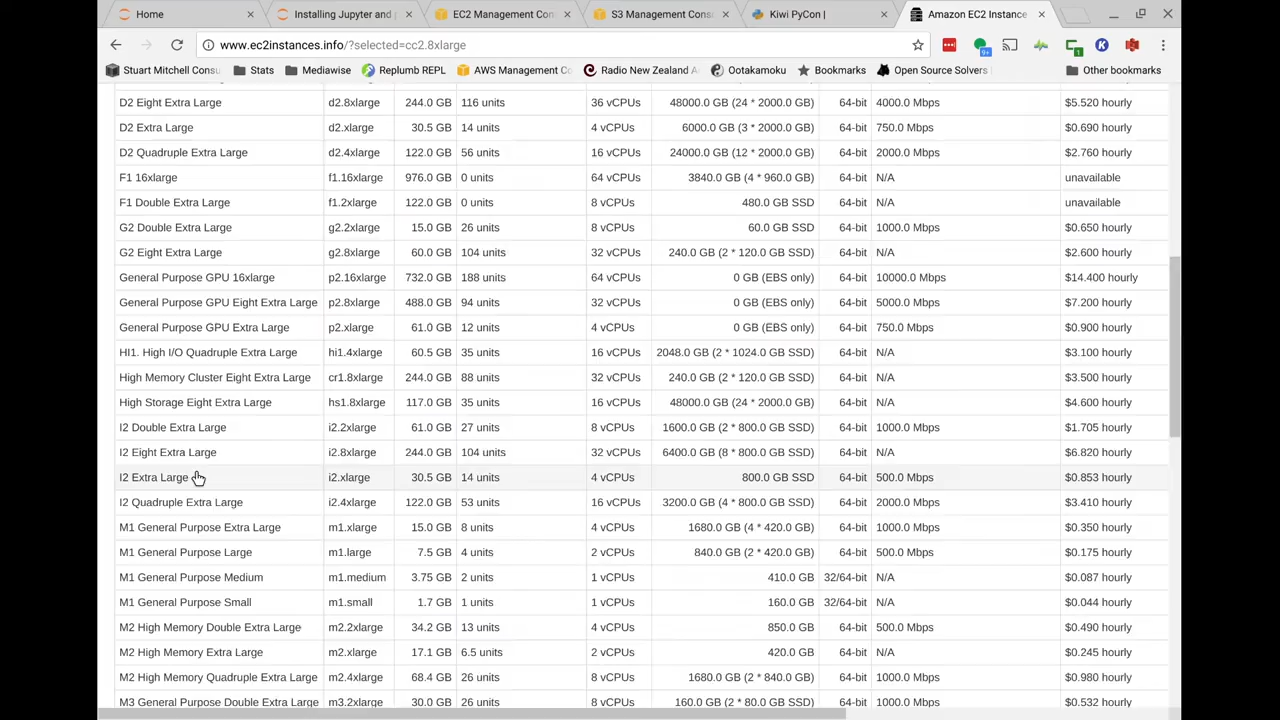 Home
Installing Jupyter and p
EC2 Management Con
S3 Management Cons
Kiwi PyCon |
Amazon EC2 Instance
www.ec2instances.info/?selected=cc2.8xlarge
9+
1
Stuart Mitchell Consu
Stats
Mediawise
Replumb REPL
AWS Management Co
Radio New Zealand A
Ootakamoku
Bookmarks
Open Source Solvers
Other bookmarks
D2 Eight Extra Large d2.8xlarge 244.0 GB 116 units 36 vCPUs 48000.0 GB (24 * 2000.0 GB) 64-bit 4000.0 Mbps $5.520 hourly
D2 Extra Large d2.xlarge 30.5 GB 14 units 4 vCPUs 6000.0 GB (3 * 2000.0 GB) 64-bit 750.0 Mbps $0.690 hourly
D2 Quadruple Extra Large d2.4xlarge 122.0 GB 56 units 16 vCPUs 24000.0 GB (12 * 2000.0 GB) 64-bit 2000.0 Mbps $2.760 hourly
F1 16xlarge f1.16xlarge 976.0 GB 0 units 64 vCPUs 3840.0 GB (4 * 960.0 GB) 64-bit N/A unavailable
F1 Double Extra Large f1.2xlarge 122.0 GB 0 units 8 vCPUs 480.0 GB SSD 64-bit N/A unavailable
G2 Double Extra Large g2.2xlarge 15.0 GB 26 units 8 vCPUs 60.0 GB SSD 64-bit 1000.0 Mbps $0.650 hourly
G2 Eight Extra Large g2.8xlarge 60.0 GB 104 units 32 vCPUs 240.0 GB (2 * 120.0 GB SSD) 64-bit N/A $2.600 hourly
General Purpose GPU 16xlarge p2.16xlarge 732.0 GB 188 units 64 vCPUs 0 GB (EBS only) 64-bit 10000.0 Mbps $14.400 hourly
General Purpose GPU Eight Extra Large p2.8xlarge 488.0 GB 94 units 32 vCPUs 0 GB (EBS only) 64-bit 5000.0 Mbps $7.200 hourly
General Purpose GPU Extra Large p2.xlarge 61.0 GB 12 units 4 vCPUs 0 GB (EBS only) 64-bit 750.0 Mbps $0.900 hourly
HI1. High I/O Quadruple Extra Large hi1.4xlarge 60.5 GB 35 units 16 vCPUs 2048.0 GB (2 * 1024.0 GB SSD) 64-bit N/A $3.100 hourly
High Memory Cluster Eight Extra Large cr1.8xlarge 244.0 GB 88 units 32 vCPUs 240.0 GB (2 * 120.0 GB SSD) 64-bit N/A $3.500 hourly
High Storage Eight Extra Large hs1.8xlarge 117.0 GB 35 units 16 vCPUs 48000.0 GB (24 * 2000.0 GB) 64-bit N/A $4.600 hourly
I2 Double Extra Large i2.2xlarge 61.0 GB 27 units 8 vCPUs 1600.0 GB (2 * 800.0 GB SSD) 64-bit 1000.0 Mbps $1.705 hourly
I2 Eight Extra Large i2.8xlarge 244.0 GB 104 units 32 vCPUs 6400.0 GB (8 * 800.0 GB SSD) 64-bit N/A $6.820 hourly
I2 Extra Large i2.xlarge 30.5 GB 14 units 4 vCPUs 800.0 GB SSD 64-bit 500.0 Mbps $0.853 hourly
I2 Quadruple Extra Large i2.4xlarge 122.0 GB 53 units 16 vCPUs 3200.0 GB (4 * 800.0 GB SSD) 64-bit 2000.0 Mbps $3.410 hourly
M1 General Purpose Extra Large m1.xlarge 15.0 GB 8 units 4 vCPUs 1680.0 GB (4 * 420.0 GB) 64-bit 1000.0 Mbps $0.350 hourly
M1 General Purpose Large m1.large 7.5 GB 4 units 2 vCPUs 840.0 GB (2 * 420.0 GB) 64-bit 500.0 Mbps $0.175 hourly
M1 General Purpose Medium m1.medium 3.75 GB 2 units 1 vCPUs 410.0 GB 32/64-bit N/A $0.087 hourly
M1 General Purpose Small m1.small 1.7 GB 1 units 1 vCPUs 160.0 GB 32/64-bit N/A $0.044 hourly
M2 High Memory Double Extra Large m2.2xlarge 34.2 GB 13 units 4 vCPUs 850.0 GB 64-bit 500.0 Mbps $0.490 hourly
M2 High Memory Extra Large m2.xlarge 17.1 GB 6.5 units 2 vCPUs 420.0 GB 64-bit N/A $0.245 hourly
M2 High Memory Quadruple Extra Large m2.4xlarge 68.4 GB 26 units 8 vCPUs 1680.0 GB (2 * 840.0 GB) 64-bit 1000.0 Mbps $0.980 hourly
M3 General Purpose Double Extra Large m3.2xlarge 30.0 GB 26 units 8 vCPUs 160.0 GB (2 * 80.0 GB SSD) 64-bit 1000.0 Mbps $0.532 hourly